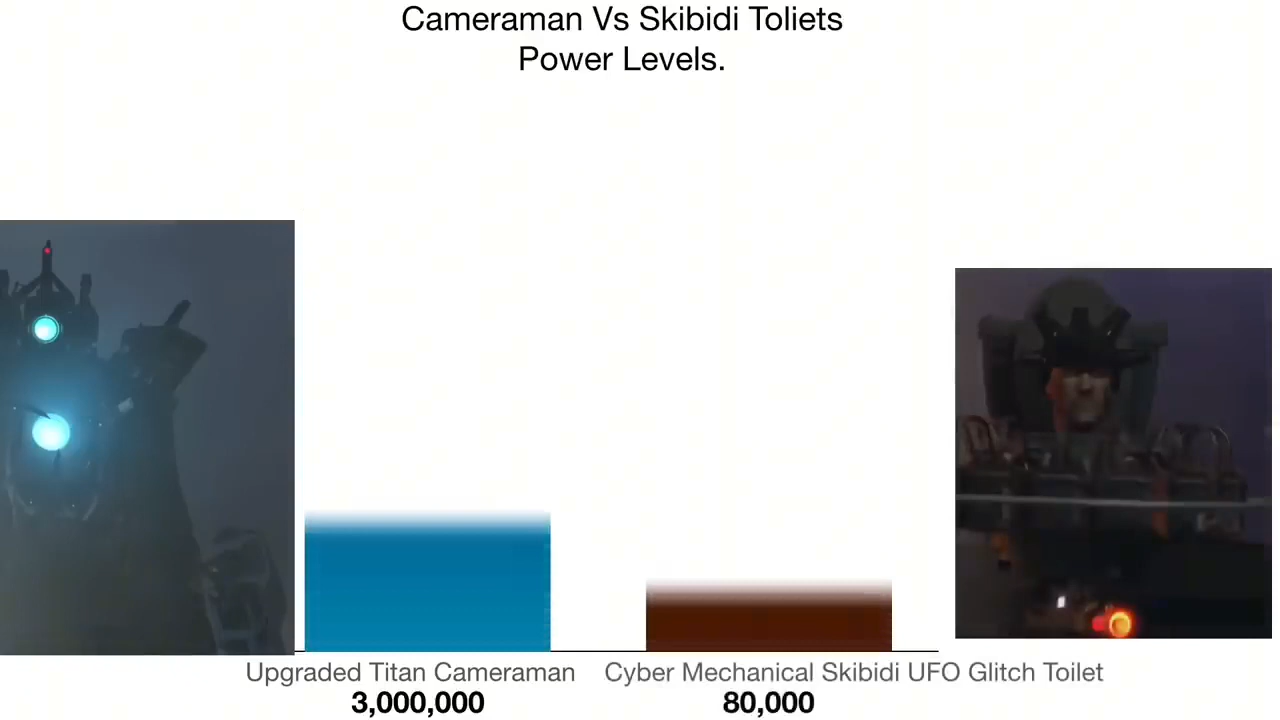 Cameraman Vs Skibidi Toliets
Power Levels.
Upgraded Titan Cameraman
Cyber Mechanical Skibidi UFO Glitch Toilet
3,000,000
80,000